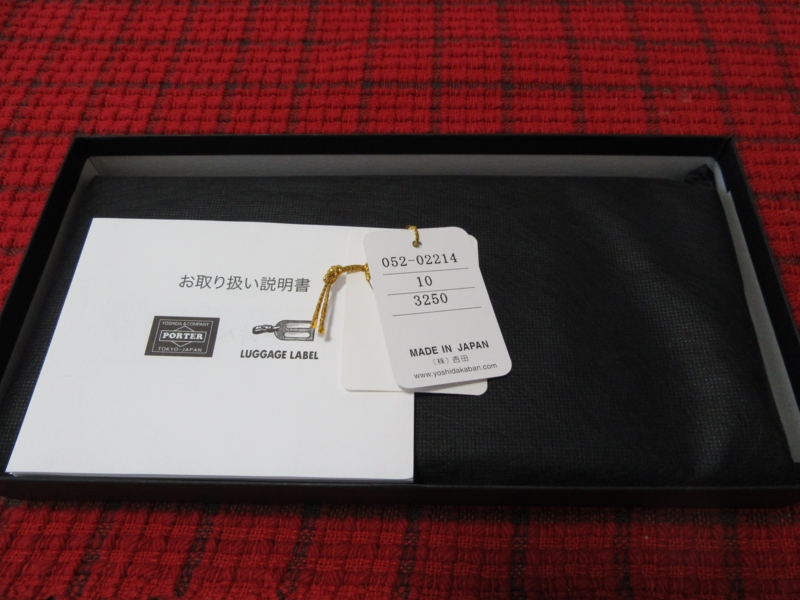 お取り扱い説明書
YOSHIDA & COMPANY
PORTER
TOKYO-JAPAN
LUGGAGE LABEL
052-02214
10
3250
MADE IN JAPAN
(株)吉田
www.yoshidakaban.com